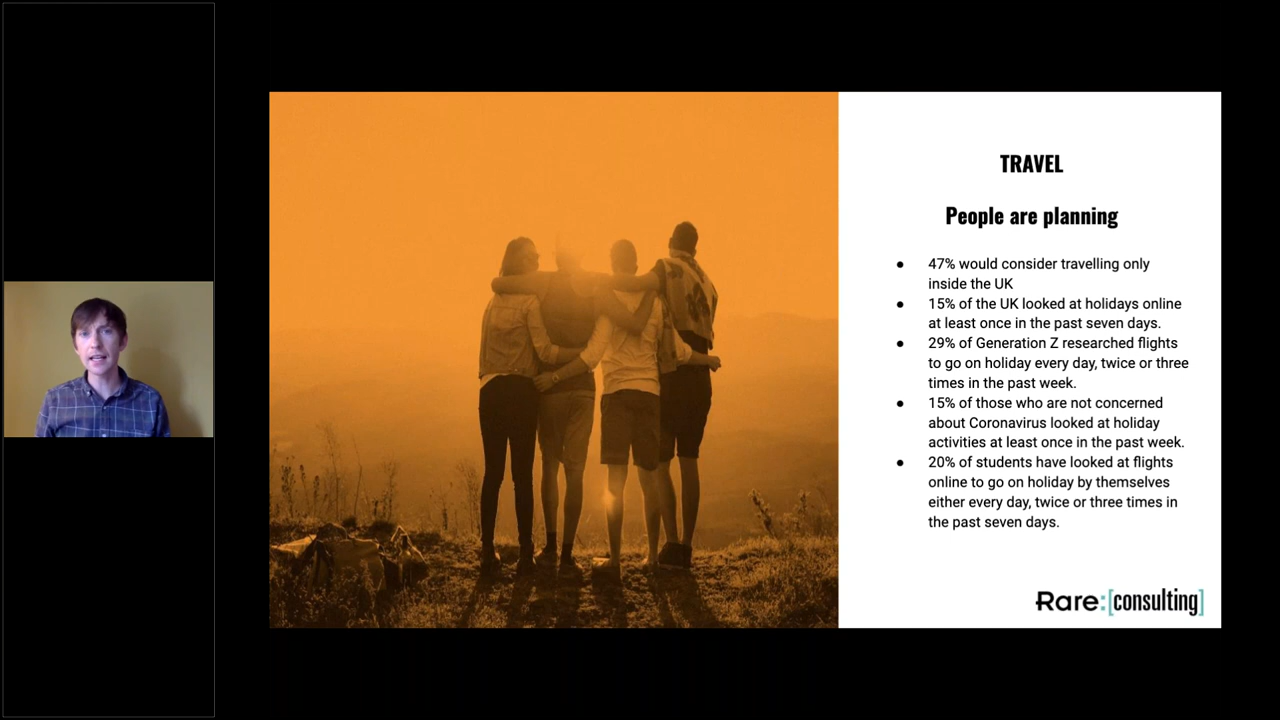 TRAVEL
People are planning
● 47% would consider travelling only
inside the UK
● 15% of the UK looked at holidays online
at least once in the past seven days.
● 29% of Generation Z researched flights
to go on holiday every day, twice or three
times in the past week.
● 15% of those who are not concerned
about Coronavirus looked at holiday
activities at least once in the past week.
● 20% of students have looked at flights
online to go on holiday by themselves
either every day, twice or three times in
the past seven days.
Rare:[consulting]